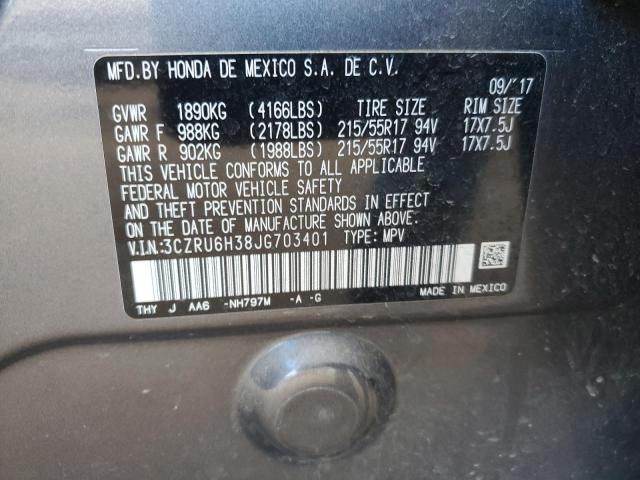 MFD.BY HONDA DE MEXICO S.A. DE C.V.
09/'17
GVWR 1890KG (4166LBS) TIRE SIZE RIM SIZE
GAWR F 988KG (2178LBS) 215/55R17 94V 17X7.5J
GAWR R 902KG (1988LBS) 215/55R17 94V 17X7.5J
THIS VEHICLE CONFORMS TO ALL APPLICABLE
FEDERAL MOTOR VEHICLE SAFETY
AND THEFT PREVENTION STANDARDS IN EFFECT
ON THE DATE OF MANUFACTURE SHOWN ABOVE.
V.I.N:3CZRU6H38JG703401 TYPE: MPV
THY J AA6 -NH797M -A -G MADE IN MEXICO